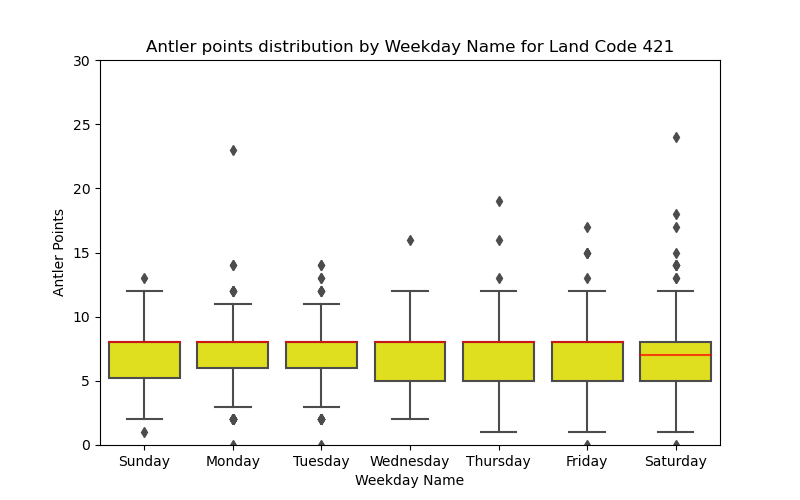 Antler points distribution by Weekday Name for Land Code 421
30
25
20
15
10
5
0
Antler Points
Sunday Monday Tuesday Wednesday Thursday Friday Saturday
Weekday Name